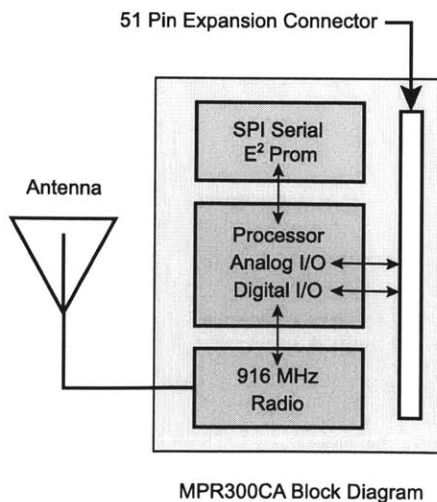 51 Pin Expansion Connector
SPI Serial
E² Prom
Antenna
Processor
Analog I/O
Digital I/O
916 MHz
Radio
MPR300CA Block Diagram